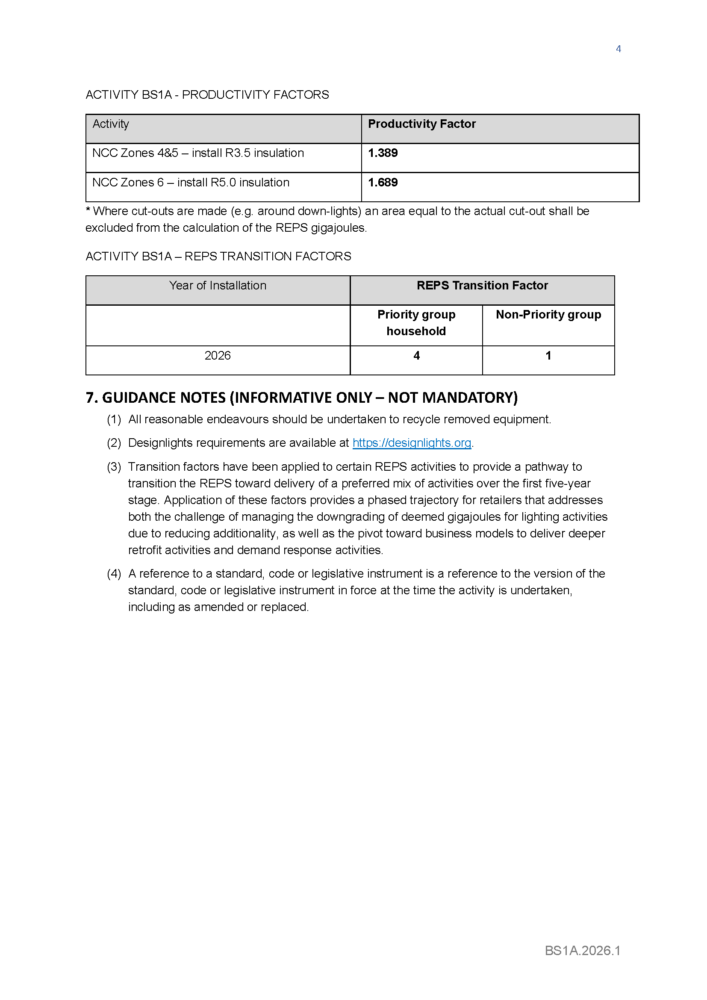 4
ACTIVITY BS1A - PRODUCTIVITY FACTORS
Activity Productivity Factor
NCC Zones 4&5 – install R3.5 insulation 1.389
NCC Zones 6 – install R5.0 insulation 1.689
* Where cut-outs are made (e.g. around down-lights) an area equal to the actual cut-out shall be
excluded from the calculation of the REPS gigajoules.
ACTIVITY BS1A – REPS TRANSITION FACTORS
Year of Installation REPS Transition Factor
Priority group Non-Priority group
household
2026 4 1
7. GUIDANCE NOTES (INFORMATIVE ONLY – NOT MANDATORY)
(1) All reasonable endeavours should be undertaken to recycle removed equipment.
(2) Designlights requirements are available at https://designlights.org.
(3) Transition factors have been applied to certain REPS activities to provide a pathway to
transition the REPS toward delivery of a preferred mix of activities over the first five-year
stage. Application of these factors provides a phased trajectory for retailers that addresses
both the challenge of managing the downgrading of deemed gigajoules for lighting activities
due to reducing additionality, as well as the pivot toward business models to deliver deeper
retrofit activities and demand response activities.
(4) A reference to a standard, code or legislative instrument is a reference to the version of the
standard, code or legislative instrument in force at the time the activity is undertaken,
including as amended or replaced.
BS1A.2026.1